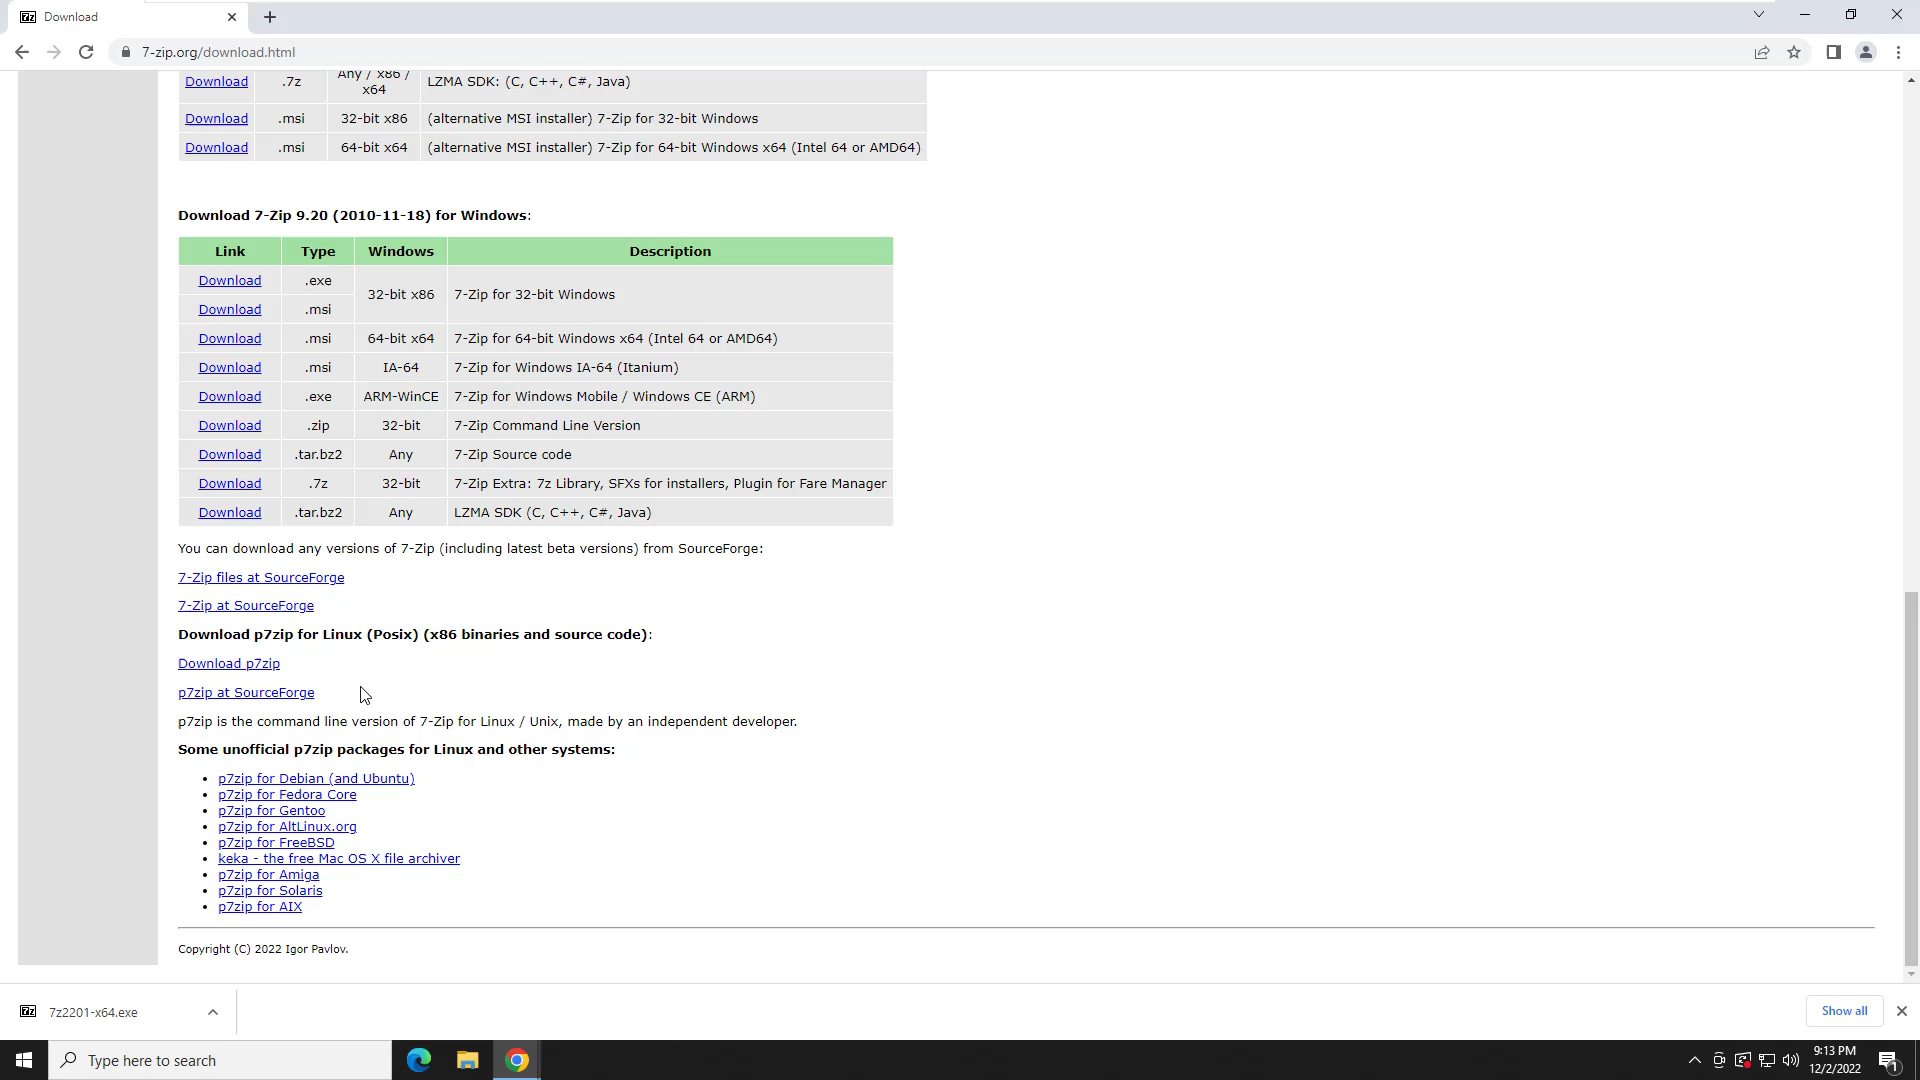 7z Download
7-zip.org/download.html
Download .7z Any / x86 / x64 LZMA SDK: (C, C++, C#, Java)
Download .msi 32-bit x86 (alternative MSI installer) 7-Zip for 32-bit Windows
Download .msi 64-bit x64 (alternative MSI installer) 7-Zip for 64-bit Windows x64 (Intel 64 or AMD64)
Download 7-Zip 9.20 (2010-11-18) for Windows:
Link Type Windows Description
Download .exe 32-bit x86 7-Zip for 32-bit Windows
Download .msi
Download .msi 64-bit x64 7-Zip for 64-bit Windows x64 (Intel 64 or AMD64)
Download .msi IA-64 7-Zip for Windows IA-64 (Itanium)
Download .exe ARM-WinCE 7-Zip for Windows Mobile / Windows CE (ARM)
Download .zip 32-bit 7-Zip Command Line Version
Download .tar.bz2 Any 7-Zip Source code
Download .7z 32-bit 7-Zip Extra: 7z Library, SFXs for installers, Plugin for Fare Manager
Download .tar.bz2 Any LZMA SDK (C, C++, C#, Java)
You can download any versions of 7-Zip (including latest beta versions) from SourceForge:
7-Zip files at SourceForge
7-Zip at SourceForge
Download p7zip for Linux (Posix) (x86 binaries and source code):
Download p7zip
p7zip at SourceForge
p7zip is the command line version of 7-Zip for Linux / Unix, made by an independent developer.
Some unofficial p7zip packages for Linux and other systems:
• p7zip for Debian (and Ubuntu)
• p7zip for Fedora Core
• p7zip for Gentoo
• p7zip for AltLinux.org
• p7zip for FreeBSD
• keka - the free Mac OS X file archiver
• p7zip for Amiga
• p7zip for Solaris
• p7zip for AIX
Copyright (C) 2022 Igor Pavlov.
7z 7z2201-x64.exe Show all
Type here to search 9:13 PM
12/2/2022 1